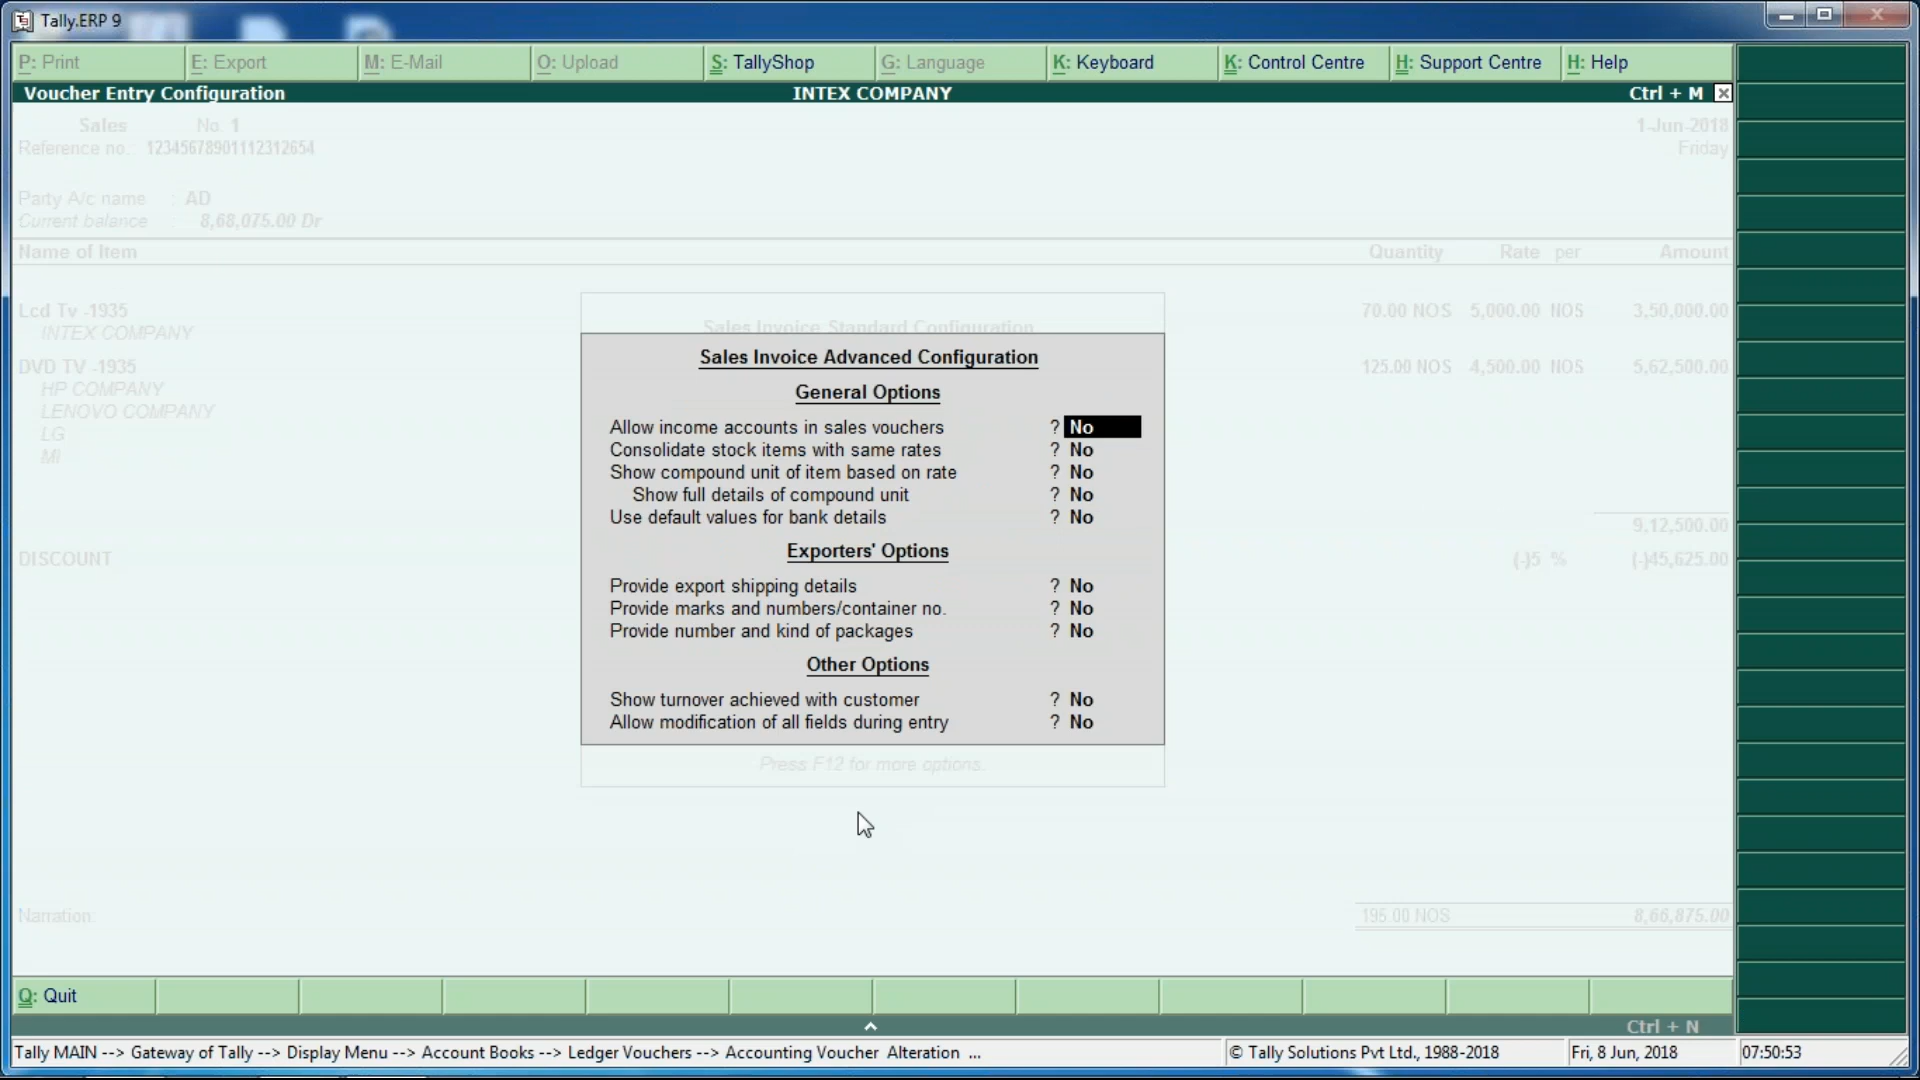 Tally.ERP 9
P: Print E: Export M: E-Mail O: Upload S: TallyShop G: Language K: Keyboard K: Control Centre H: Support Centre H: Help
Voucher Entry Configuration INTEX COMPANY Ctrl + M
Sales No. 1 1-Jun-2018
Reference no.: 12345678901112312654 Friday
Party A/c name : AD
Current balance : 8,68,075.00 Dr
Name of Item Quantity Rate per Amount
Lcd Tv -1935 70.00 NOS 5,000.00 NOS 3,50,000.00
INTEX COMPANY
DVD TV -1935 125.00 NOS 4,500.00 NOS 5,62,500.00
HP COMPANY
LENOVO COMPANY
LG
MI
9,12,500.00
DISCOUNT (-)5 % (-)45,625.00
Sales Invoice Standard Configuration
Sales Invoice Advanced Configuration
General Options
Allow income accounts in sales vouchers ? No
Consolidate stock items with same rates ? No
Show compound unit of item based on rate ? No
Show full details of compound unit ? No
Use default values for bank details ? No
Exporters' Options
Provide export shipping details ? No
Provide marks and numbers/container no. ? No
Provide number and kind of packages ? No
Other Options
Show turnover achieved with customer ? No
Allow modification of all fields during entry ? No
Press F12 for more options.
Narration: 195.00 NOS 8,66,875.00
Q: Quit
Ctrl + N
Tally MAIN --> Gateway of Tally --> Display Menu --> Account Books --> Ledger Vouchers --> Accounting Voucher Alteration ... © Tally Solutions Pvt Ltd., 1988-2018 Fri, 8 Jun, 2018 07:50:53